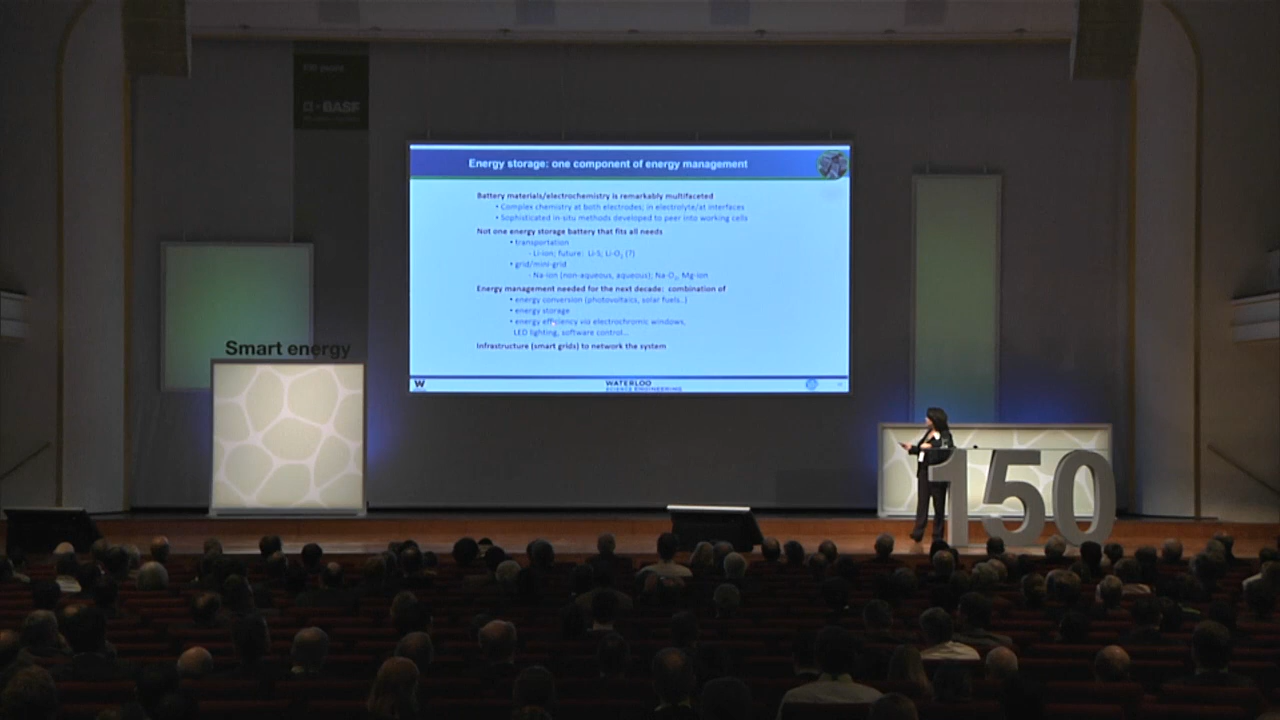 BASF
Energy storage: one component of energy management
Battery materials/electrochemistry is remarkably multifaceted
• Complex chemistry at both electrodes; in electrolyte/at interfaces
• Sophisticated in-situ methods developed to peer into working cells
Not one energy storage battery that fits all needs
• transportation
- Li-ion; future: Li-S; Li-O₂ (?)
• grid/mini-grid
- Na-ion (non-aqueous, aqueous); Na-O₂, Mg-ion
Energy management needed for the next decade: combination of
• energy conversion (photovoltaics, solar fuels..)
• energy storage
• energy efficiency via electrochromic windows,
LED lighting, software control...
Infrastructure (smart grids) to network the system
W
WATERLOO
SCIENCE ENGINEERING
Smart energy
150